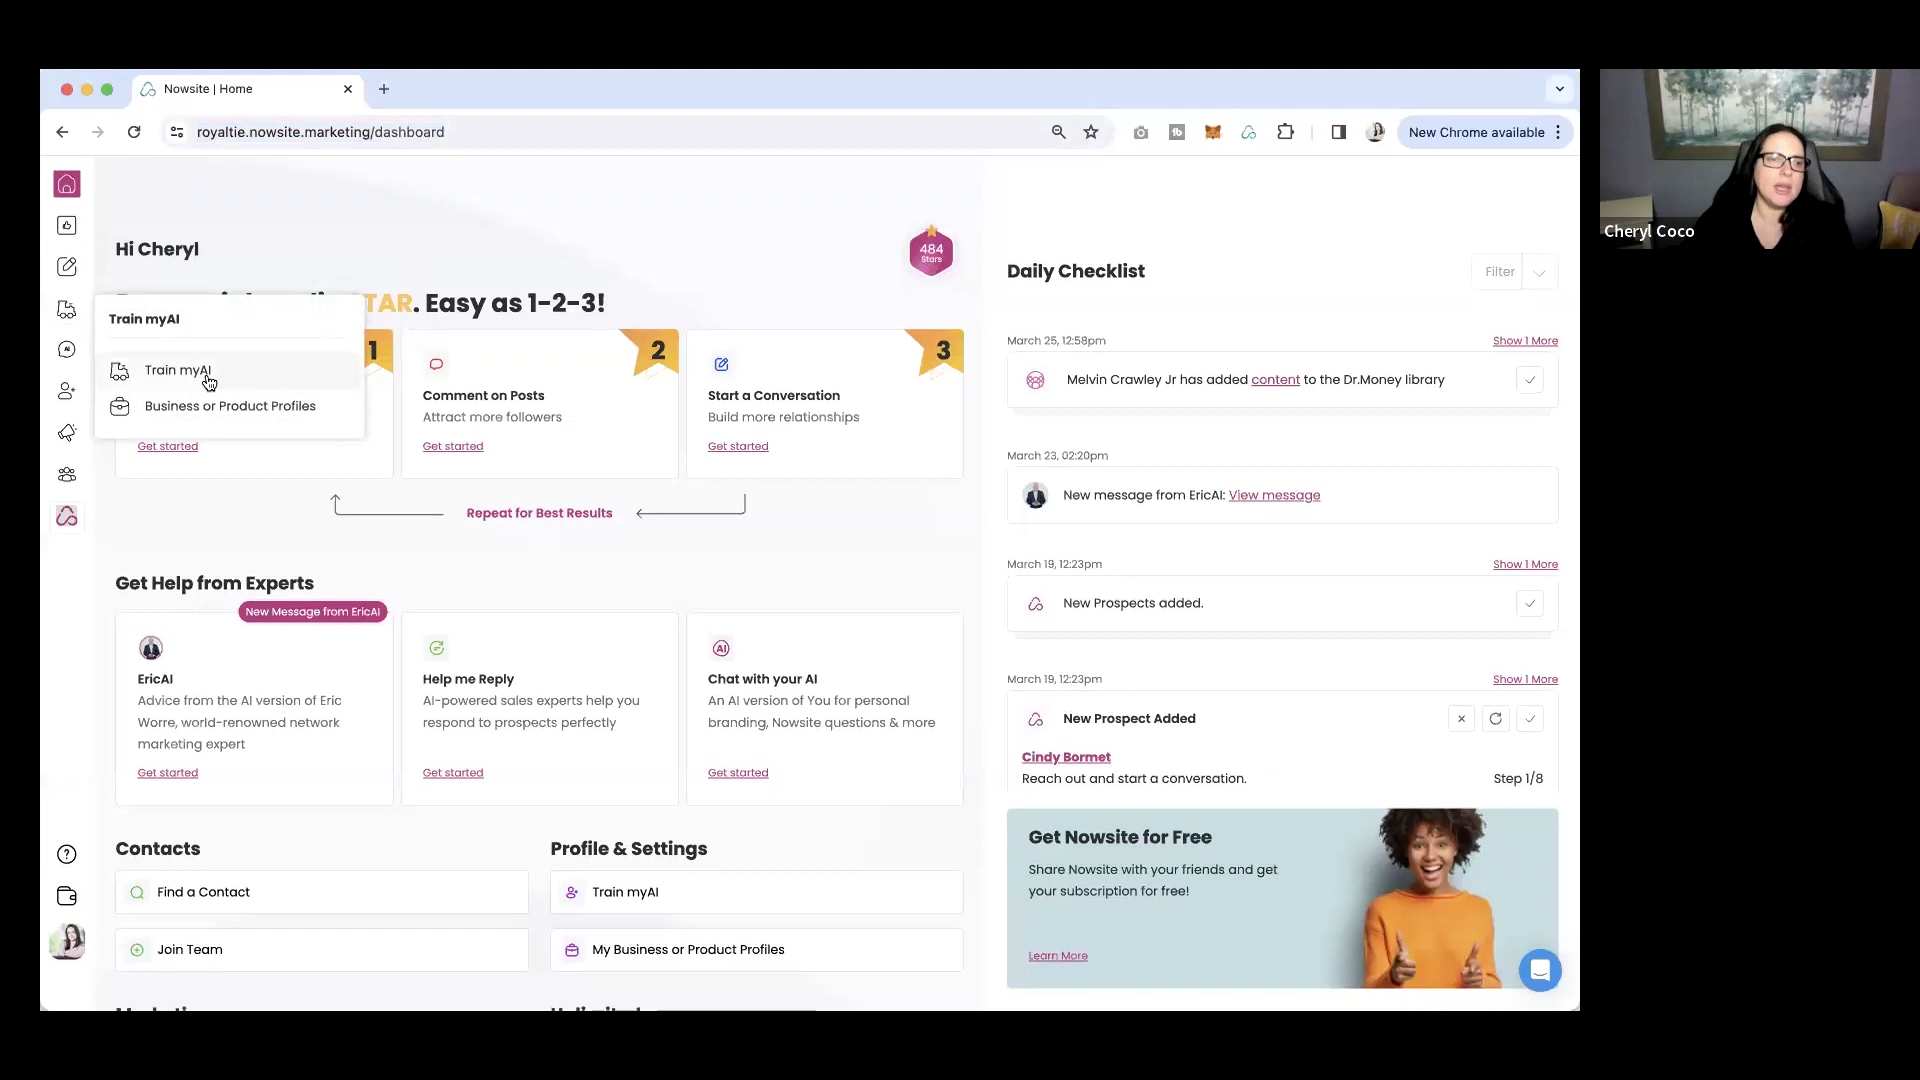 Nowsite | Home
royaltie.nowsite.marketing/dashboard
New Chrome available
Cheryl Coco
Hi Cheryl
484
Stars
TAR. Easy as 1-2-3!
Train myAI
Train myAI
Business or Product Profiles
1
Get started
2
Comment on Posts
Attract more followers
Get started
3
Start a Conversation
Build more relationships
Get started
Repeat for Best Results
Get Help from Experts
New Message from EricAI
EricAI
Advice from the AI version of Eric
Worre, world-renowned network
marketing expert
Get started
Help me Reply
AI-powered sales experts help you
respond to prospects perfectly
Get started
AI
Chat with your AI
An AI version of You for personal
branding, Nowsite questions & more
Get started
Contacts
Find a Contact
Join Team
Profile & Settings
Train myAI
My Business or Product Profiles
Daily Checklist
Filter
March 25, 12:58pm
Show 1 More
Melvin Crawley Jr has added content to the Dr.Money library
March 23, 02:20pm
New message from EricAI: View message
March 19, 12:23pm
Show 1 More
New Prospects added.
March 19, 12:23pm
Show 1 More
New Prospect Added
Cindy Bormet
Reach out and start a conversation.
Step 1/8
Get Nowsite for Free
Share Nowsite with your friends and get
your subscription for free!
Learn More